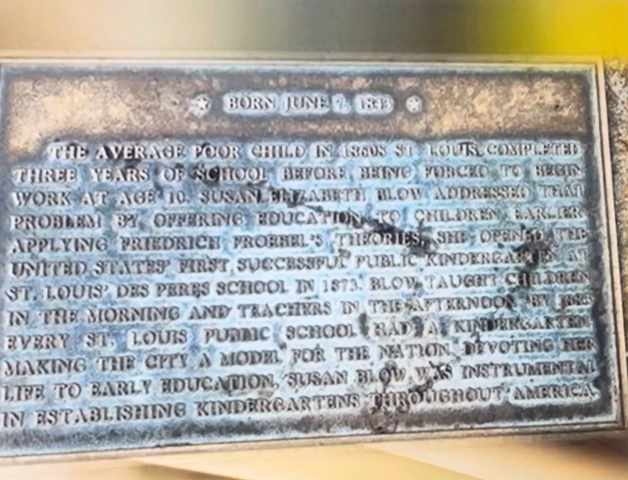 BORN JUNE 7, 1843
THE AVERAGE POOR CHILD IN 1860S ST. LOUIS COMPLETED
THREE YEARS OF SCHOOL BEFORE BEING FORCED TO BEGIN
WORK AT AGE 10. SUSAN ELIZABETH BLOW ADDRESSED THAT
PROBLEM BY OFFERING EDUCATION TO CHILDREN EARLIER.
APPLYING FRIEDRICH FROEBEL'S THEORIES, SHE OPENED THE
UNITED STATES' FIRST SUCCESSFUL PUBLIC KINDERGARTEN AT
ST. LOUIS' DES PERES SCHOOL IN 1873. BLOW TAUGHT CHILDREN
IN THE MORNING AND TEACHERS IN THE AFTERNOON. BY
EVERY ST. LOUIS PUBLIC SCHOOL HAD A KINDERGARTEN,
MAKING THE CITY A MODEL FOR THE NATION. DEVOTING HER
LIFE TO EARLY EDUCATION, SUSAN BLOW WAS INSTRUMENTAL
IN ESTABLISHING KINDERGARTENS THROUGHOUT AMERICA.